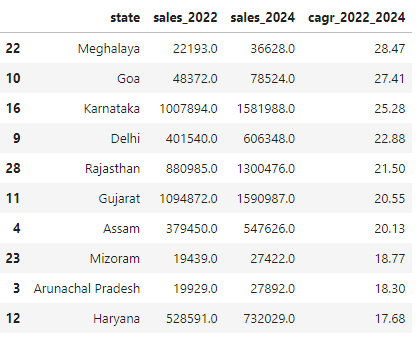 state sales_2022 sales_2024 cagr_2022_2024
22 Meghalaya 22193.0 36628.0 28.47
10 Goa 48372.0 78524.0 27.41
16 Karnataka 1007894.0 1581988.0 25.28
9 Delhi 401540.0 606348.0 22.88
28 Rajasthan 880985.0 1300476.0 21.50
11 Gujarat 1094872.0 1590987.0 20.55
4 Assam 379450.0 547626.0 20.13
23 Mizoram 19439.0 27422.0 18.77
3 Arunachal Pradesh 19929.0 27892.0 18.30
12 Haryana 528591.0 732029.0 17.68